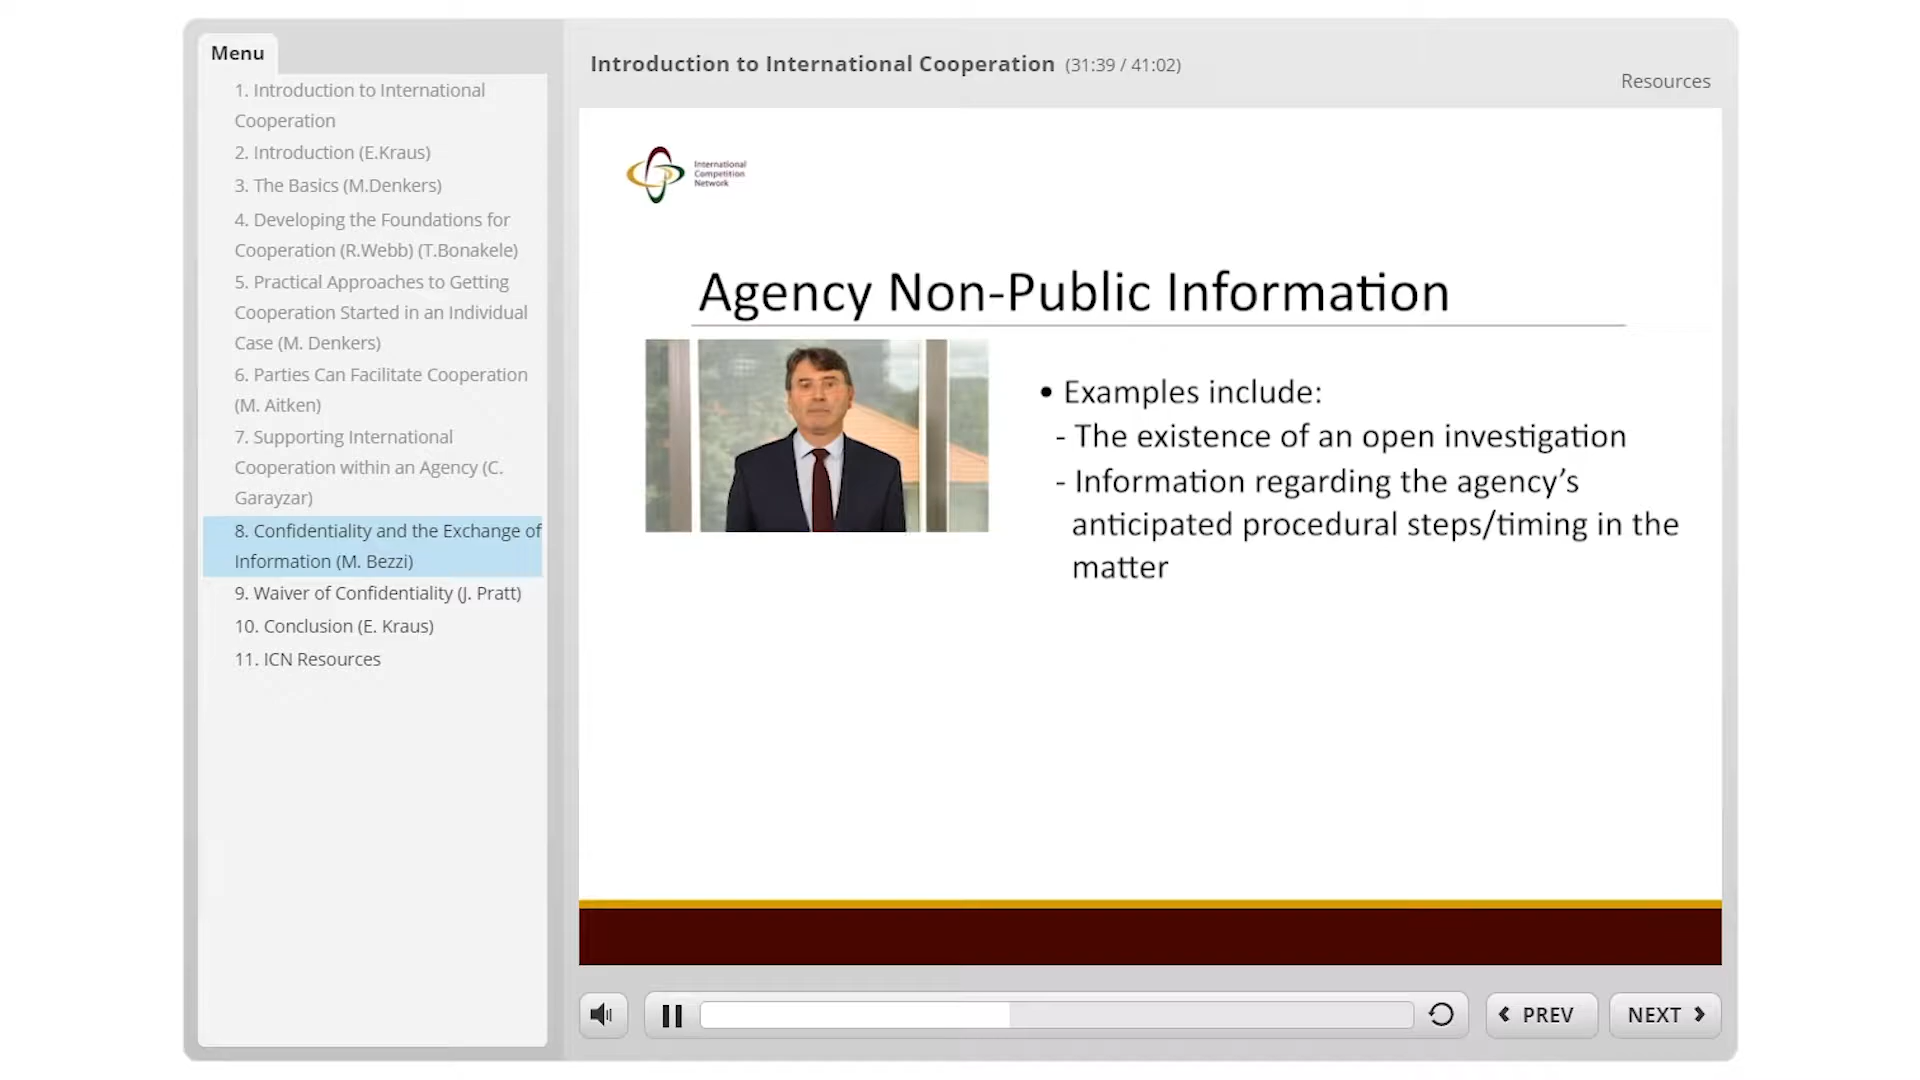 Menu
1. Introduction to International
Cooperation
2. Introduction (E.Kraus)
3. The Basics (M.Denkers)
4. Developing the Foundations for
Cooperation (R.Webb) (T.Bonakele)
5. Practical Approaches to Getting
Cooperation Started in an Individual
Case (M. Denkers)
6. Parties Can Facilitate Cooperation
(M. Aitken)
7. Supporting International
Cooperation within an Agency (C.
Garayzar)
8. Confidentiality and the Exchange of
Information (M. Bezzi)
9. Waiver of Confidentiality (J. Pratt)
10. Conclusion (E. Kraus)
11. ICN Resources
Introduction to International Cooperation (31:39 / 41:02)
Resources
International
Competition
Network
Agency Non-Public Information
• Examples include:
- The existence of an open investigation
- Information regarding the agency’s
anticipated procedural steps/timing in the
matter
PREV
NEXT